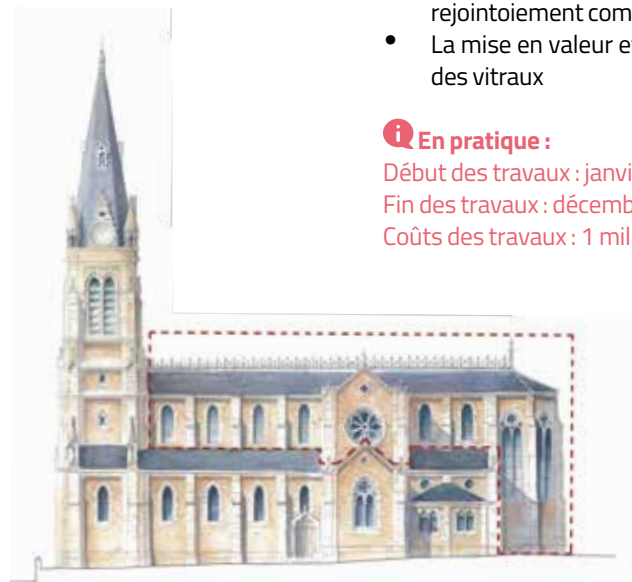 rejointoiement com
• La mise en valeur e
des vitraux
En pratique :
Début des travaux : janvi
Fin des travaux : décemb
Coûts des travaux : 1 mil